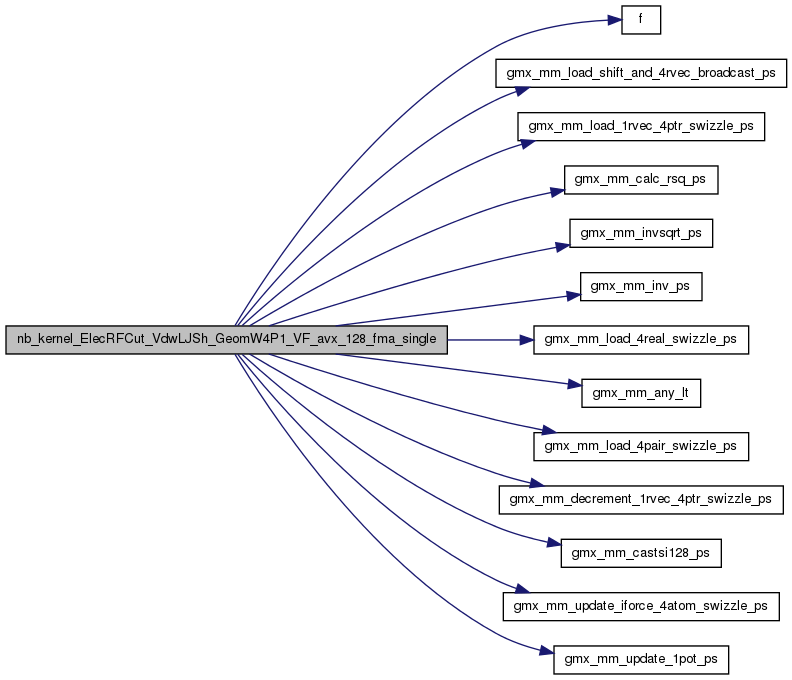 f
gmx_mm_load_shift_and_4rvec_broadcast_ps
gmx_mm_load_1rvec_4ptr_swizzle_ps
gmx_mm_calc_rsq_ps
gmx_mm_invsqrt_ps
gmx_mm_inv_ps
nb_kernel_ElecRFCut_VdwLJSh_GeomW4P1_VF_avx_128_fma_single
gmx_mm_load_4real_swizzle_ps
gmx_mm_any_lt
gmx_mm_load_4pair_swizzle_ps
gmx_mm_decrement_1rvec_4ptr_swizzle_ps
gmx_mm_castsi128_ps
gmx_mm_update_iforce_4atom_swizzle_ps
gmx_mm_update_1pot_ps